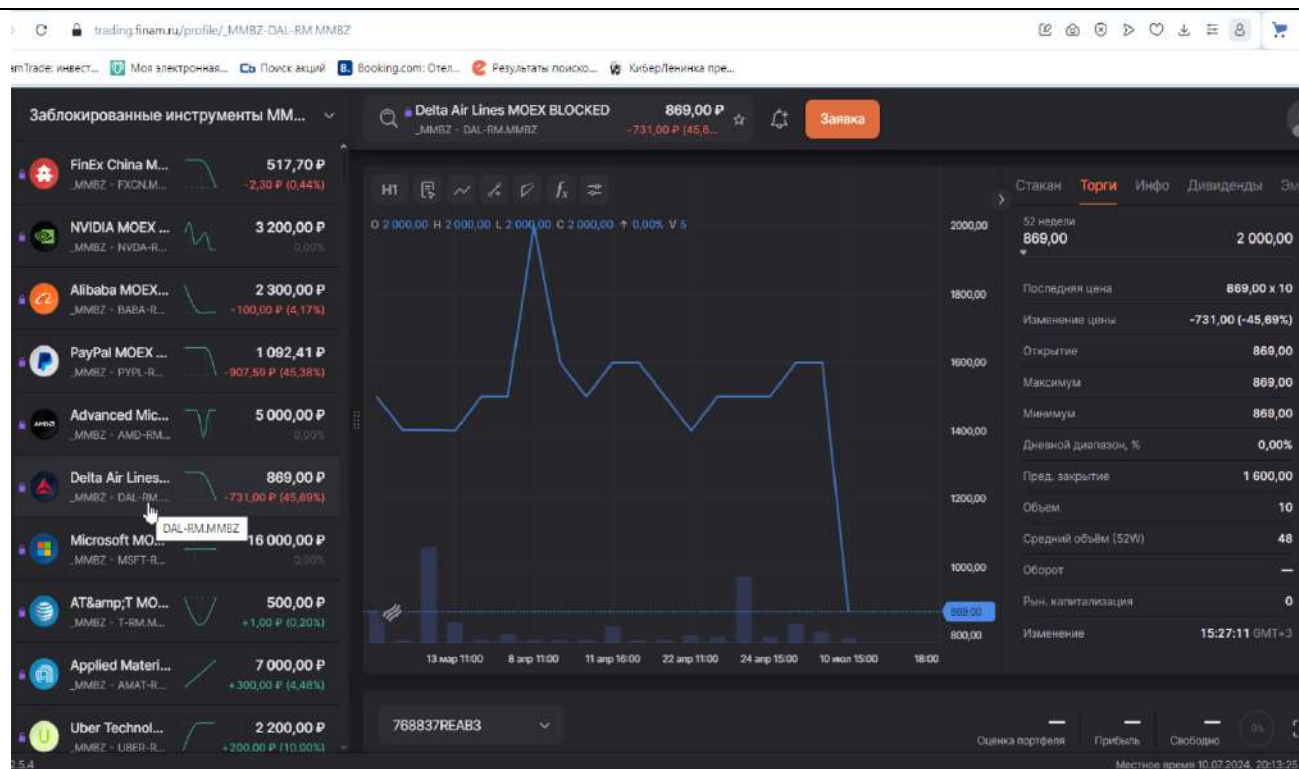 trading.finam.ru/profile/_MMBZ-DAL-RM.MMBZ
Моя электронная... Поиск акций Booking.com: Отел... Результаты поиско... КиберЛенинка пре...
Заблокированные инструменты ММ...
Delta Air Lines MOEX BLOCKED 869,00 ₽
_MMBZ - DAL-RM.MMBZ -731,00 ₽ (45,6...
Заявка
FinEx China M... 517,70 ₽
_MMBZ - FXCN.M... -2,30 ₽ (0,44%)
NVIDIA MOEX ... 3 200,00 ₽
_MMBZ - NVDA-R... 0,00%
Alibaba MOEX... 2 300,00 ₽
_MMBZ - BABA-R... -100,00 ₽ (4,17%)
PayPal MOEX ... 1 092,41 ₽
_MMBZ - PYPL-R... -907,59 ₽ (45,38%)
Advanced Mic... 5 000,00 ₽
_MMBZ - AMD-RM... 0,00%
Delta Air Lines... 869,00 ₽
_MMBZ - DAL-RM... -731,00 ₽ (45,69%)
DAL-RM.MMBZ
Microsoft MO... 16 000,00 ₽
_MMBZ - MSFT-R... 0,00%
AT&amp;T MO... 500,00 ₽
_MMBZ - T-RM.M... +1,00 ₽ (0,20%)
Applied Materi... 7 000,00 ₽
_MMBZ - AMAT-R... +300,00 ₽ (4,48%)
Uber Technol... 2 200,00 ₽
_MMBZ - UBER-R... +200,00 ₽ (10,00%)
2.5.4
H1
O 2 000,00 H 2 000,00 L 2 000,00 C 2 000,00 0,00% V 5
2000,00
1800,00
1600,00
1400,00
1200,00
1000,00
869,00
800,00
13 мар 11:00 8 апр 11:00 11 апр 16:00 22 апр 11:00 24 апр 15:00 10 июл 15:00 18:00
Стакан Торги Инфо Дивиденды Эм
52 недели
869,00 2 000,00
Последняя цена 869,00 x 10
Изменение цены -731,00 (-45,69%)
Открытие 869,00
Максимум 869,00
Минимум 869,00
Дневной диапазон, % 0,00%
Пред. закрытие 1 600,00
Объем 10
Средний объём (52W) 48
Оборот —
Рын. капитализация 0
Изменение 15:27:11 GMT+3
768837REAB3
— — — 0%
Оценка портфеля Прибыль Свободно
Местное время 10.07.2024, 20:13:25